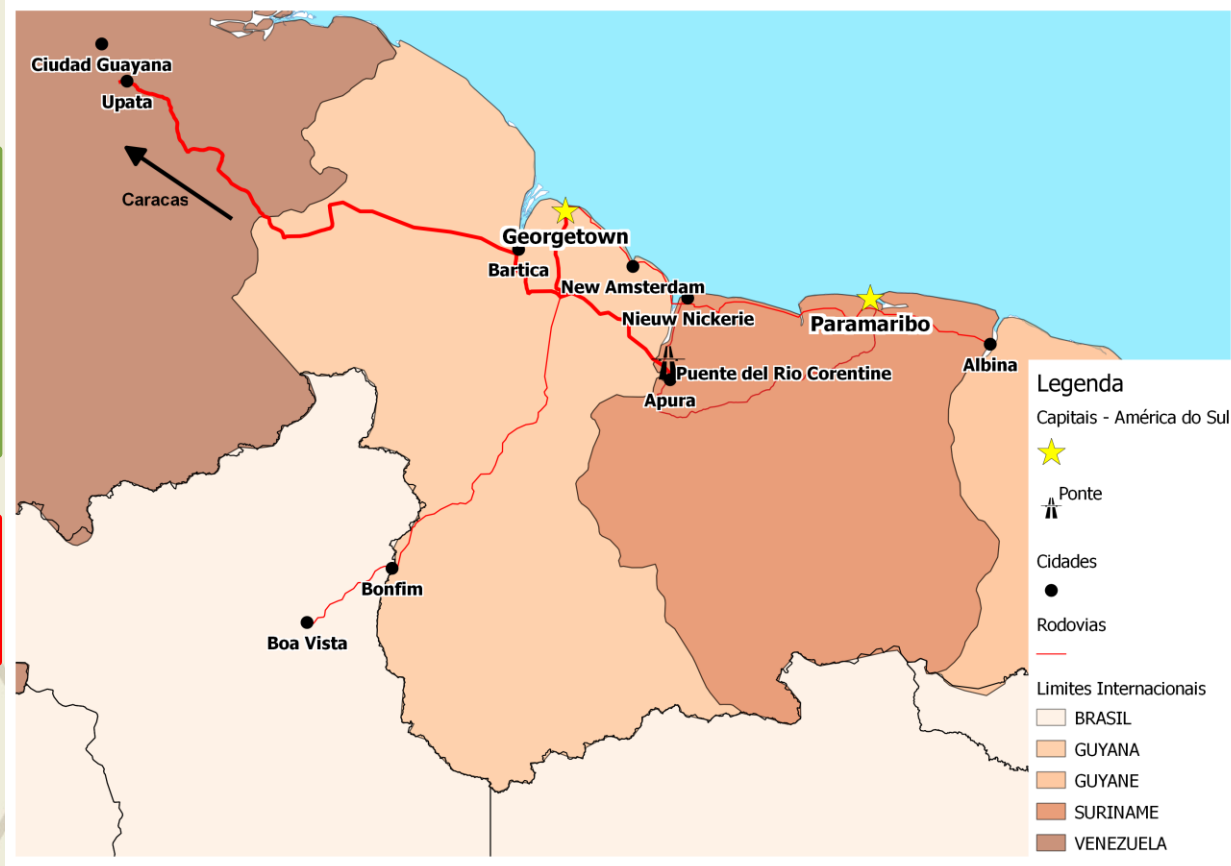 Ciudad Guayana
Upata
Caracas
Georgetown
Bartica
New Amsterdam
Nieuw Nickerie
Paramaribo
Albina
Puente del Rio Corentine
Apura
Bonfim
Boa Vista
Legenda
Capitais - América do Sul
Ponte
Cidades
Rodovias
Limites Internacionais
BRASIL
GUYANA
GUYANE
SURINAME
VENEZUELA